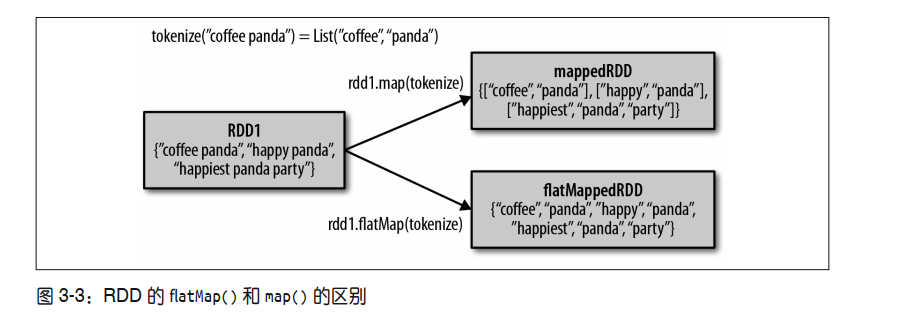 tokenize("coffee panda") = List("coffee", "panda")
rdd1.map(tokenize)
mappedRDD
{["coffee","panda"], ["happy","panda"],
["happiest","panda","party"]}
RDD1
{"coffee panda", "happy panda",
"happiest panda party"}
rdd1.flatMap(tokenize)
flatMappedRDD
{"coffee","panda", "happy","panda",
"happiest","panda","party"}
图 3-3：RDD 的 flatMap() 和 map() 的区别